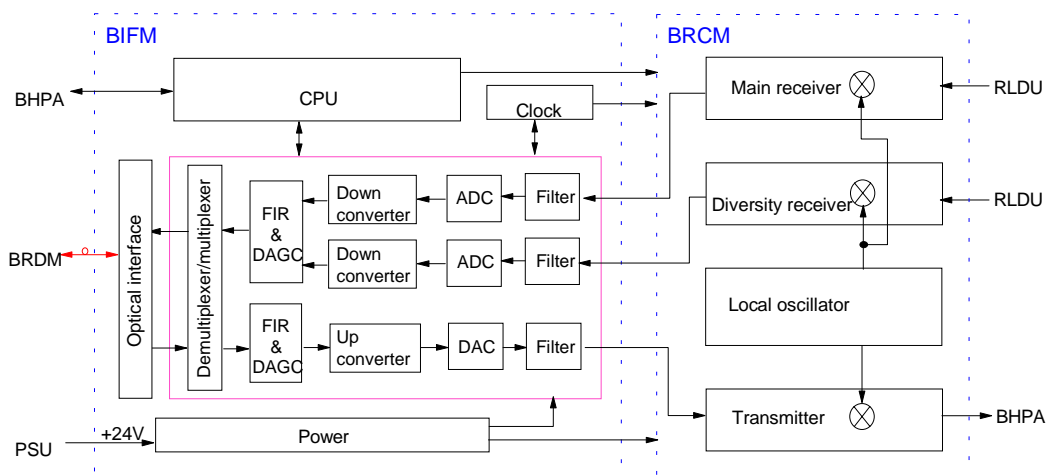 BIFM
BRCM
BHPA
CPU
Clock
Main receiver
RLDU
Optical interface
Demultiplexer/multiplexer
FIR
&
DAGC
Down
converter
ADC
Filter
Diversity receiver
RLDU
BRDM
o
Down
converter
ADC
Filter
Local oscillator
FIR
&
DAGC
Up
converter
DAC
Filter
Transmitter
BHPA
PSU
+24V
Power